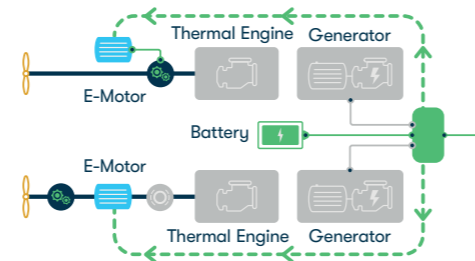 Thermal Engine Generator
E-Motor
Battery
E-Motor
Thermal Engine Generator